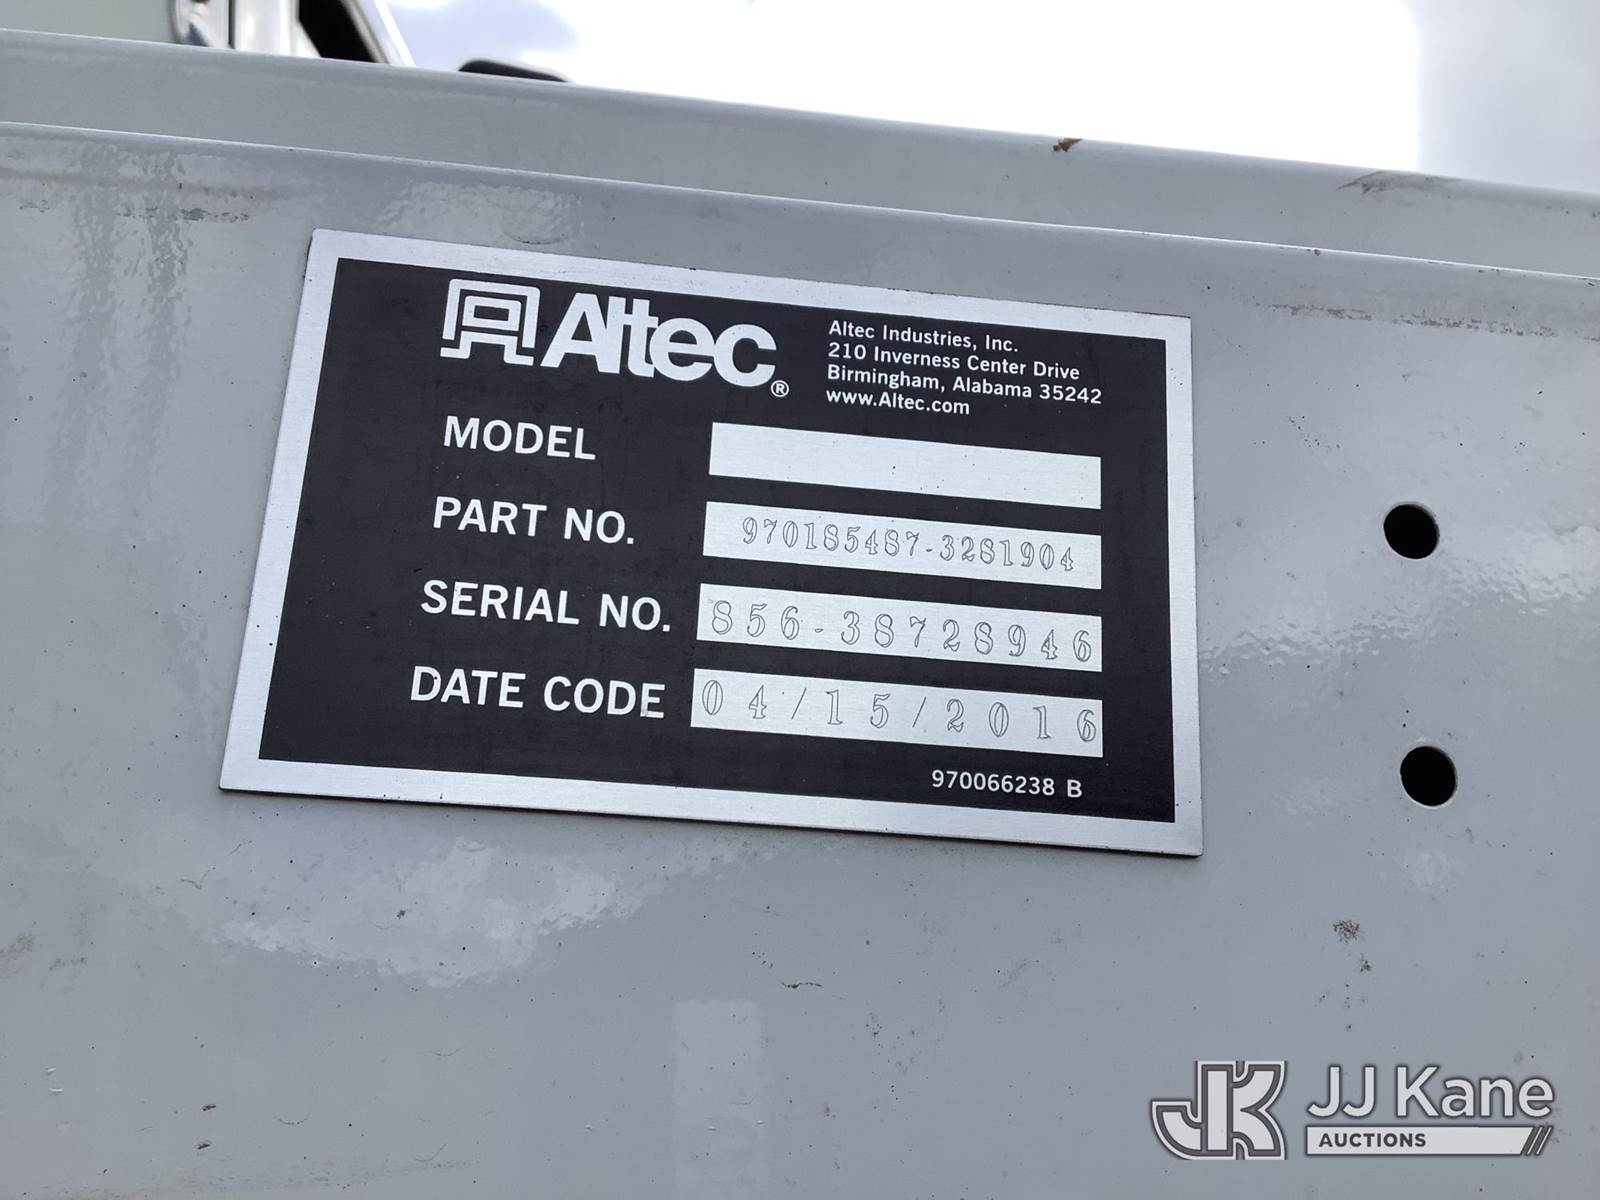 Altec®
Altec Industries, Inc.
210 Inverness Center Drive
Birmingham, Alabama 35242
www.Altec.com
MODEL
PART NO. 970185487-3281904
SERIAL NO. 856-38728946
DATE CODE 04/15/2016
970066238 B
JK JJ Kane
AUCTIONS